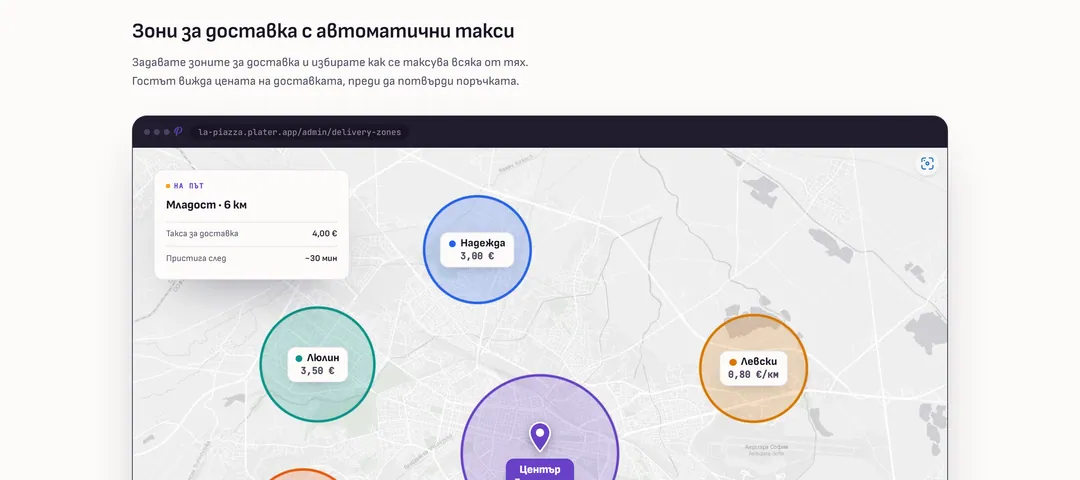 Зони за доставка с автоматични такси
Задавате зоните за доставка и избирате как се таксува всяка от тях.
Гостът вижда цената на доставката, преди да потвърди поръчката.
la-piazza.plater.app/admin/delivery-zones
НА ПЪТ
Младост · 6 км
Такса за доставка 4,00 €
Пристига след ~30 мин
Надежда
3,00 €
Люлин
3,50 €
Левски
0,80 €/км
Център